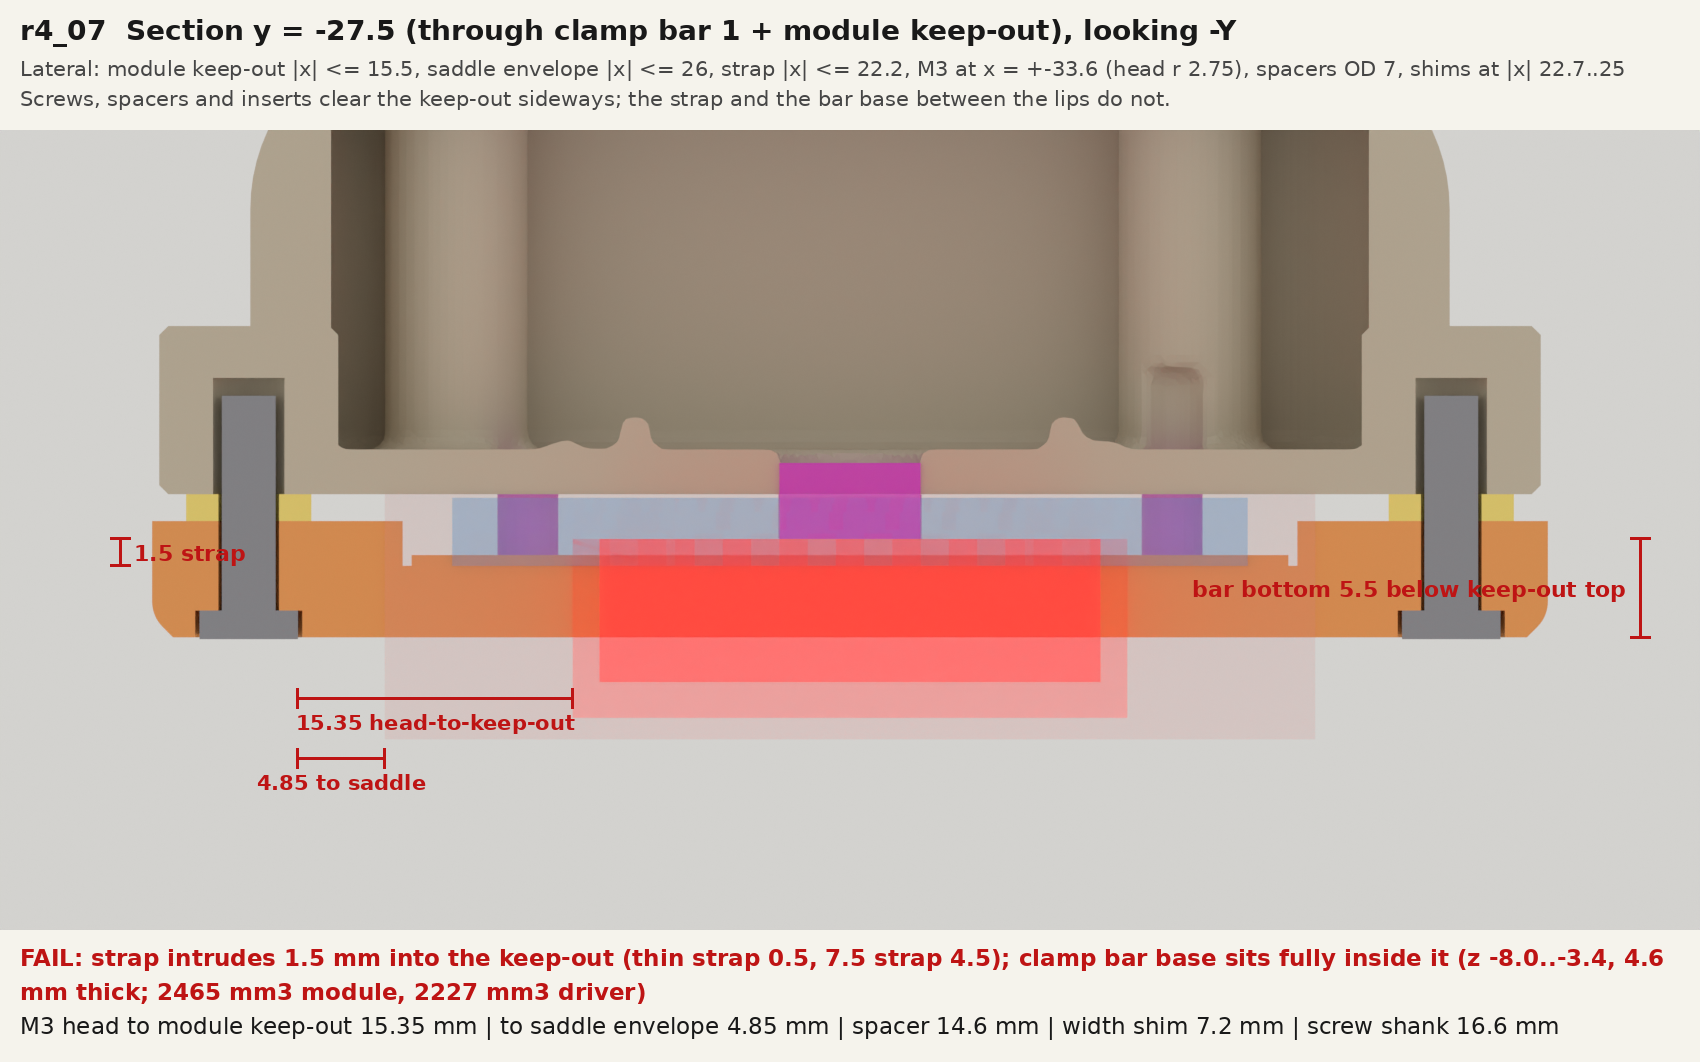 r4_07  Section y = -27.5 (through clamp bar 1 + module keep-out), looking -Y
Lateral: module keep-out |x| <= 15.5, saddle envelope |x| <= 26, strap |x| <= 22.2, M3 at x = +-33.6 (head r 2.75), spacers OD 7, shims at |x| 22.7..25
Screws, spacers and inserts clear the keep-out sideways; the strap and the bar base between the lips do not.
1.5 strap
bar bottom 5.5 below keep-out top
15.35 head-to-keep-out
4.85 to saddle
FAIL: strap intrudes 1.5 mm into the keep-out (thin strap 0.5, 7.5 strap 4.5); clamp bar base sits fully inside it (z -8.0..-3.4, 4.6
mm thick; 2465 mm3 module, 2227 mm3 driver)
M3 head to module keep-out 15.35 mm | to saddle envelope 4.85 mm | spacer 14.6 mm | width shim 7.2 mm | screw shank 16.6 mm